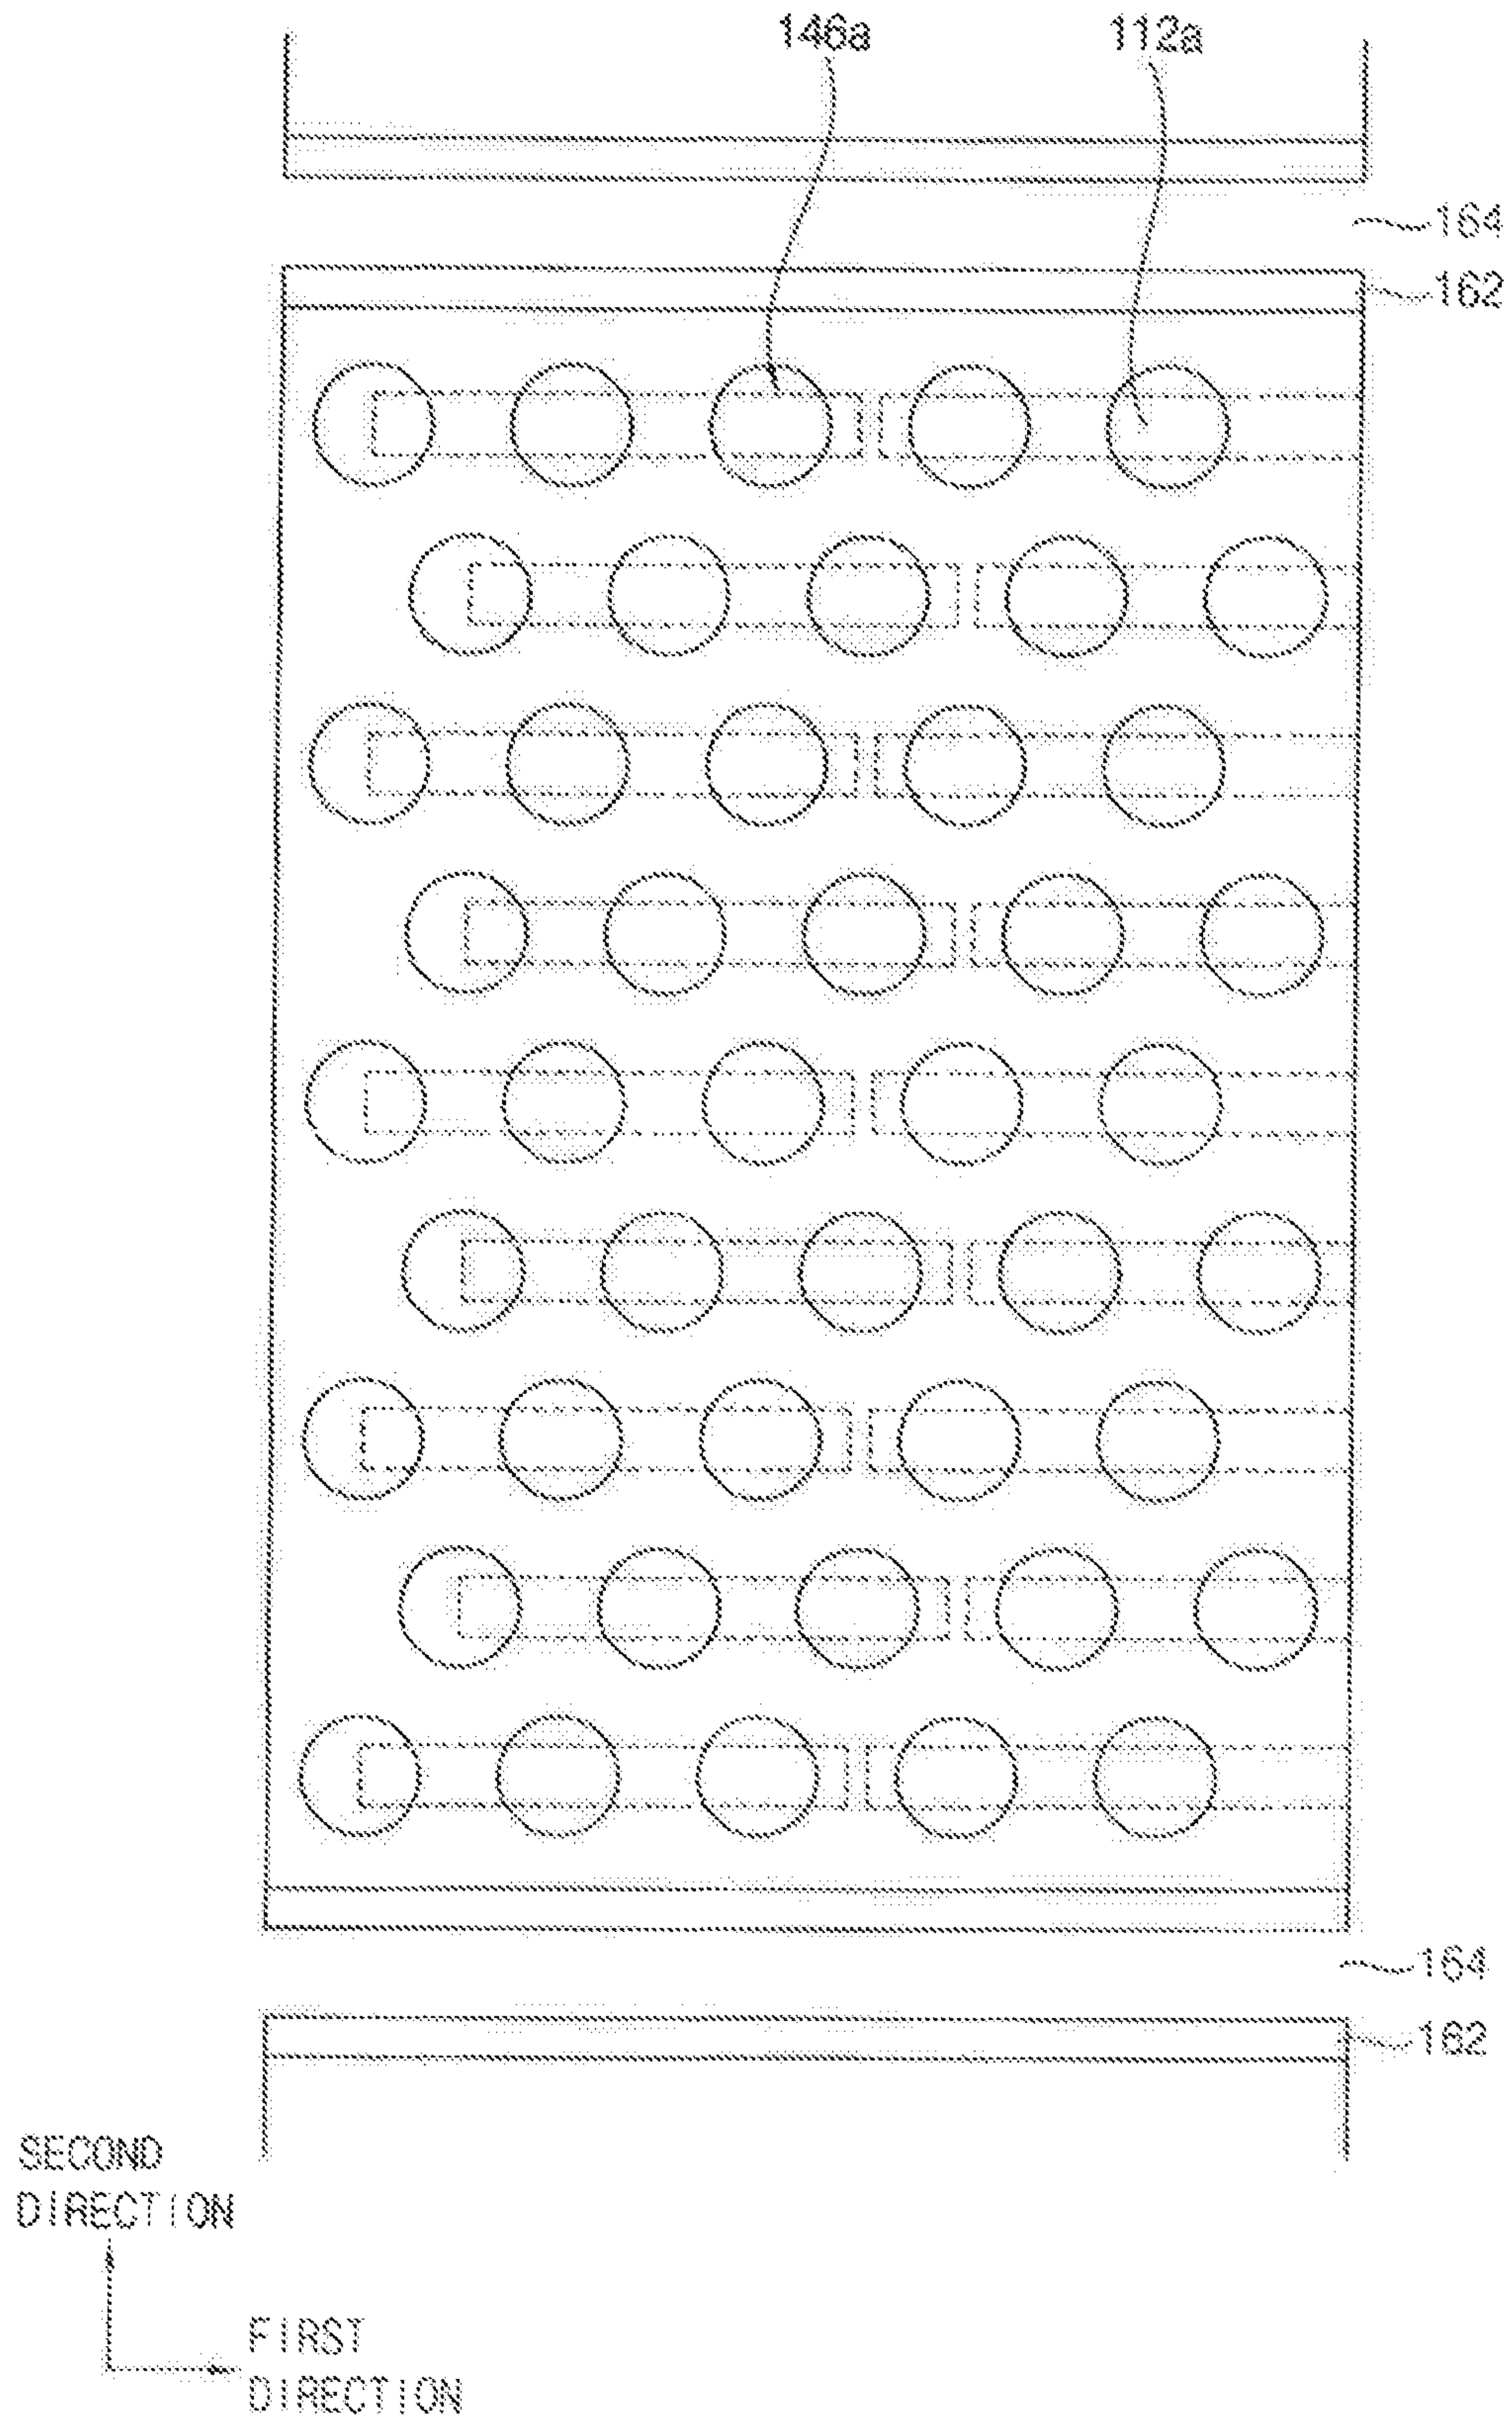 146a 112a
164
162
164
162
SECOND
DIRECTION
FIRST
DIRECTION